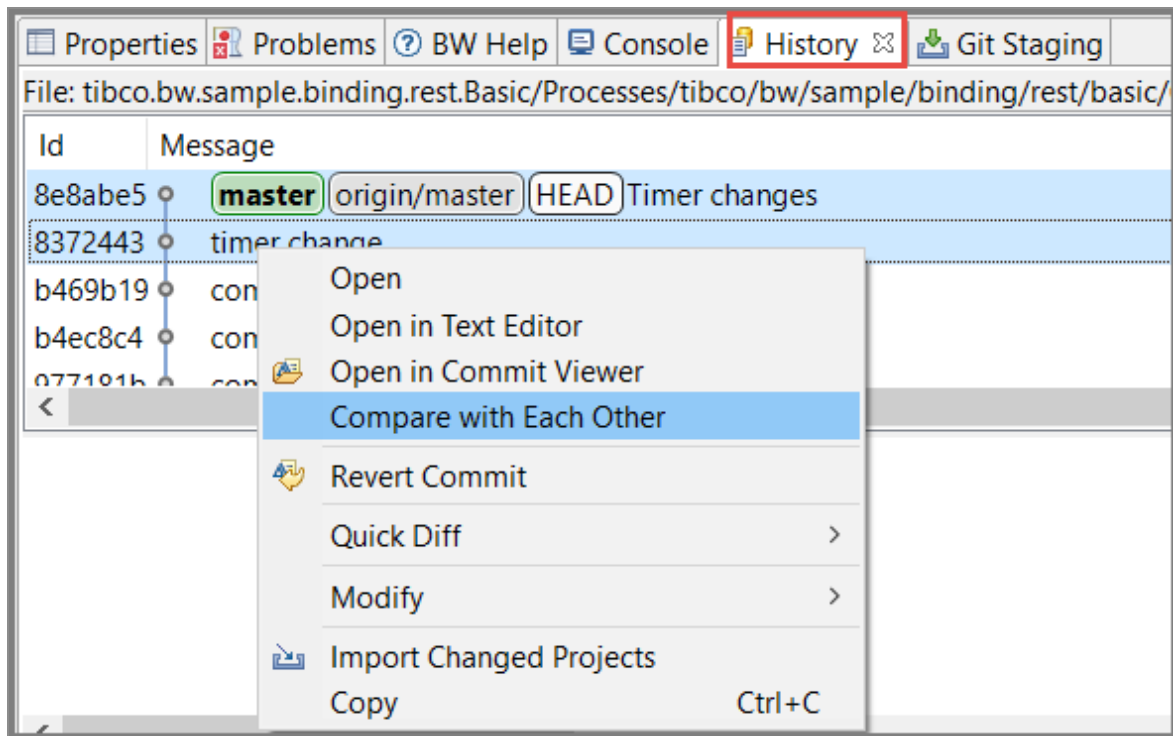 Properties Problems BW Help Console History Git Staging
File: tibco.bw.sample.binding.rest.Basic/Processes/tibco/bw/sample/binding/rest/basic/
Id Message
8e8abe5 master origin/master HEAD Timer changes
8372443 timer change
b469b19
b4ec8c4
977181b
Open
Open in Text Editor
Open in Commit Viewer
Compare with Each Other
Revert Commit
Quick Diff
Modify
Import Changed Projects
Copy Ctrl+C